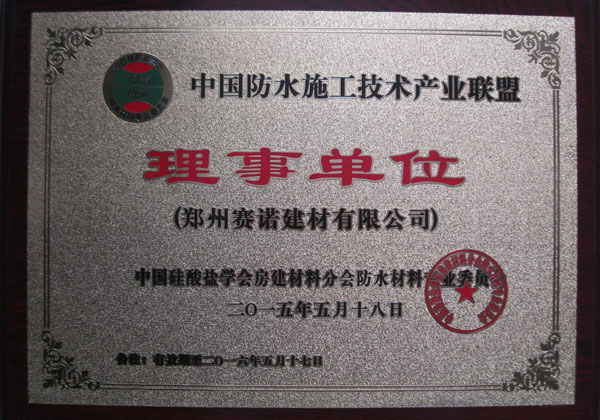 中国防水施工技术产业联盟
理事单位
(郑州赛诺建材有限公司)
中国硅酸盐学会房建材料分会防水材料专业委员
二〇一五年五月十八日
备注：有效期至二〇一六年五月十七日